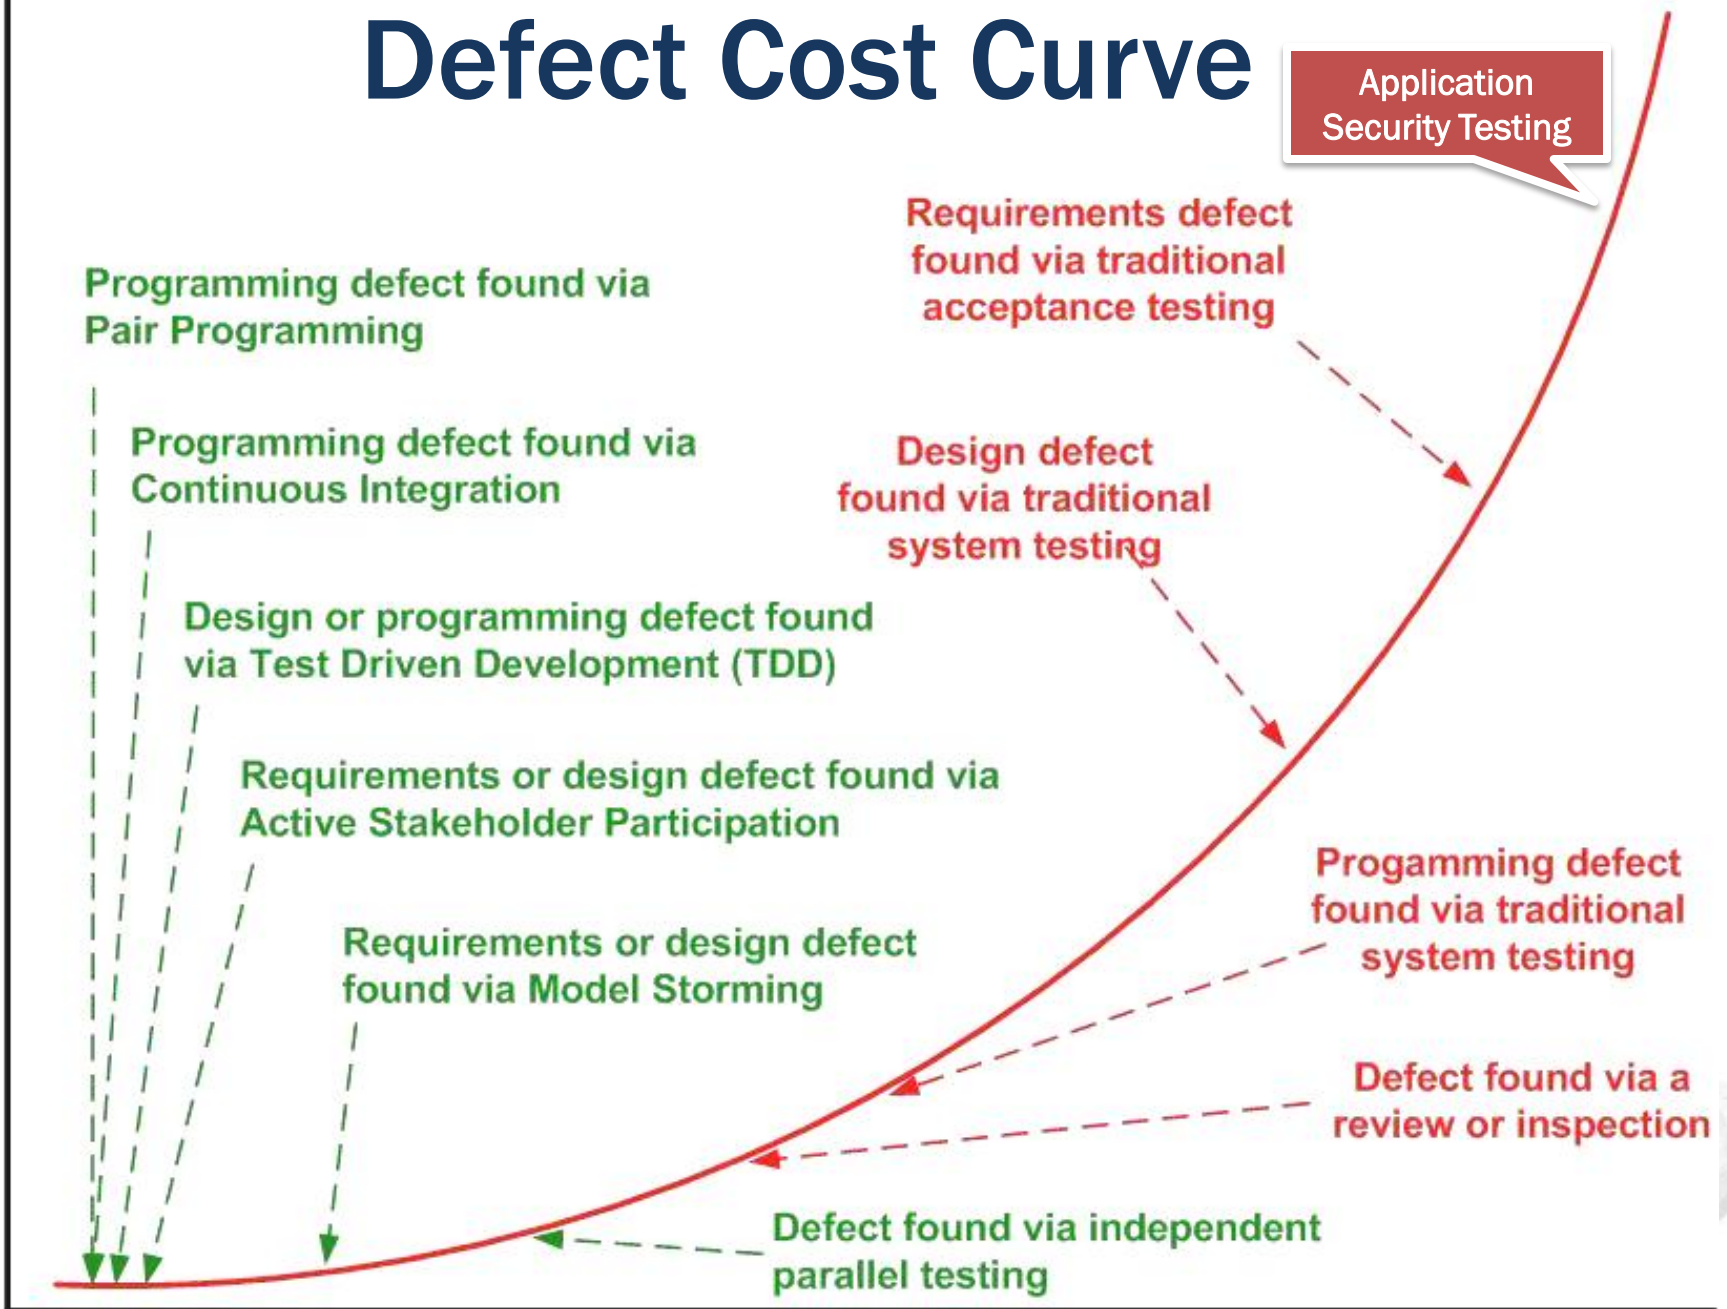 Defect Cost Curve
Application
Security Testing
Requirements defect
found via traditional
acceptance testing
Programming defect found via
Pair Programming
Programming defect found via
Continuous Integration
Design defect
found via traditional
system testing
Design or programming defect found
via Test Driven Development (TDD)
Requirements or design defect found via
Active Stakeholder Participation
Progamming defect
found via traditional
system testing
Requirements or design defect
found via Model Storming
Defect found via a
review or inspection
Defect found via independent
parallel testing